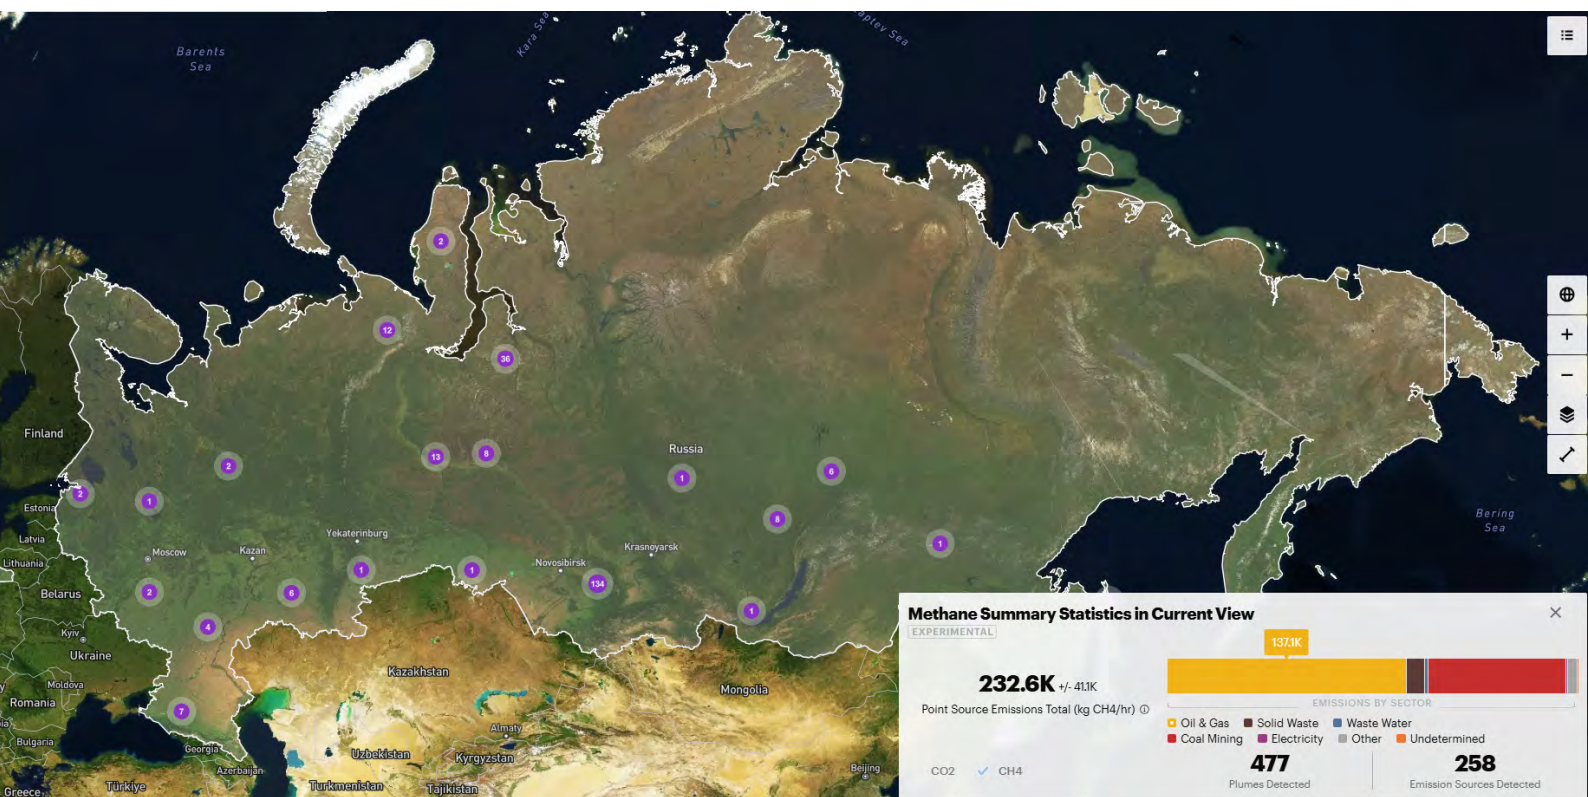 Barents
Sea
Kara Sea
aptev Sea
2
12
36
Finland
Russia
13
8
2
1
6
2
1
Estonia
8
Bering
Sea
Latvia
Yekaterinburg
1
Moscow
Kazan
Krasnoyarsk
Lithuania
Novosibirsk
1
1
134
Belarus
2
6
1
4
Kyiv
Ukraine
Kazakhstan
Moldova
Mongolia
Romania
7
Almaty
Bulgaria
Georgia
Uzbekistan
Kyrgyzstan
Azerbaijan
Beijing
Greece
Türkiye
Turkmenistan
Tajikistan
Methane Summary Statistics in Current View
EXPERIMENTAL
137.1K
232.6K +/- 41.1K
Point Source Emissions Total (kg CH4/hr)
EMISSIONS BY SECTOR
Oil & Gas Solid Waste Waste Water
Coal Mining Electricity Other Undetermined
CO2 CH4
477
Plumes Detected
258
Emission Sources Detected